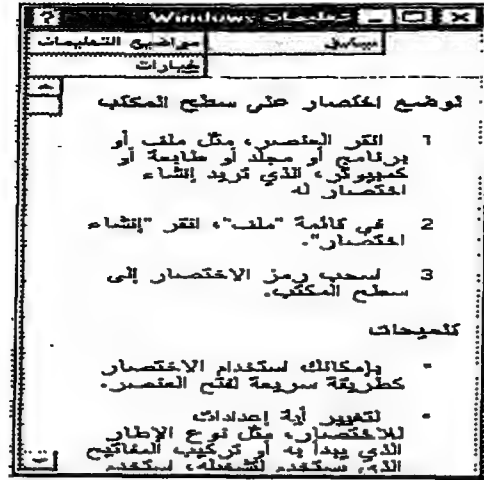 تعليمات Windows
مواضيع التعليمات
خيارات
لوضع اختصار على سطح المكتب
1 انقر العنصر، مثل ملف أو
برنامج أو مجلد أو طابعة أو
كمبيوتر، الذي تريد إنشاء
اختصار له
2 في قائمة "ملف"، انقر "إنشاء
اختصار".
3 اسحب رمز الاختصار إلى
سطح المكتب.
تلميحات
• بإمكانك استخدام الاختصار
كطريقة سريعة لفتح العنصر.
• لتغيير أية إعدادات
للاختصار، مثل نوع الإطار
الذي يبدأ به أو تركيب المفاتيح